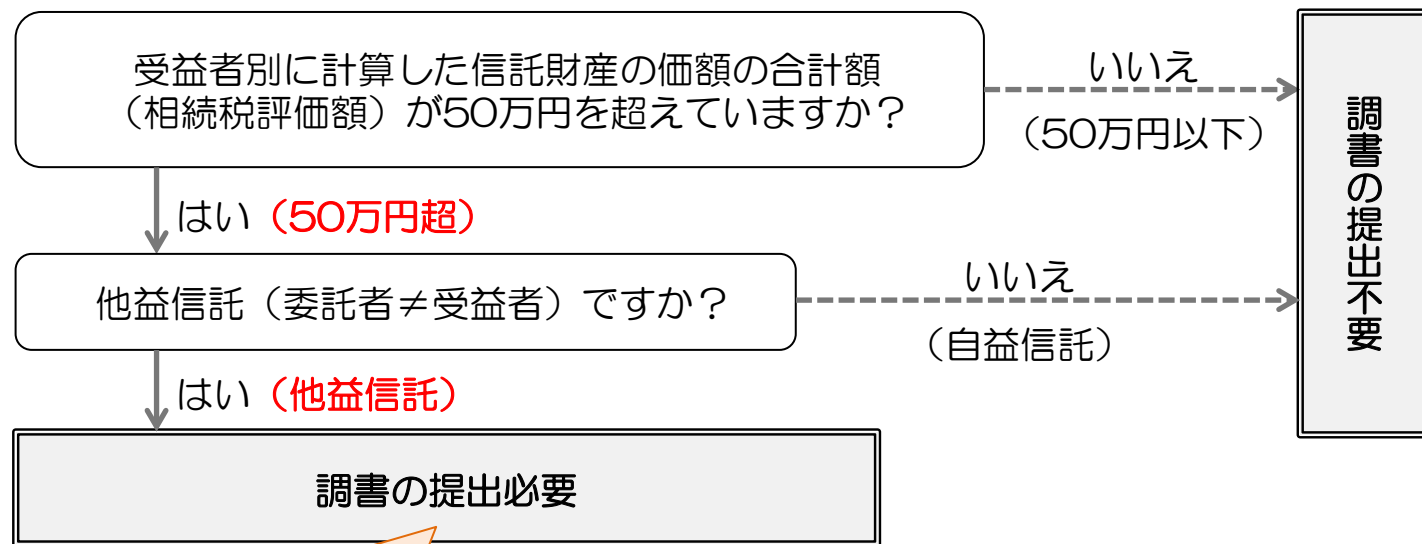 受益者別に計算した信託財産の価額の合計額
（相続税評価額）が50万円を超えていますか？
いいえ
（50万円以下）
はい（50万円超）
他益信託（委託者≠受益者）ですか？
いいえ
（自益信託）
はい（他益信託）
調書の提出必要
調書の提出不要